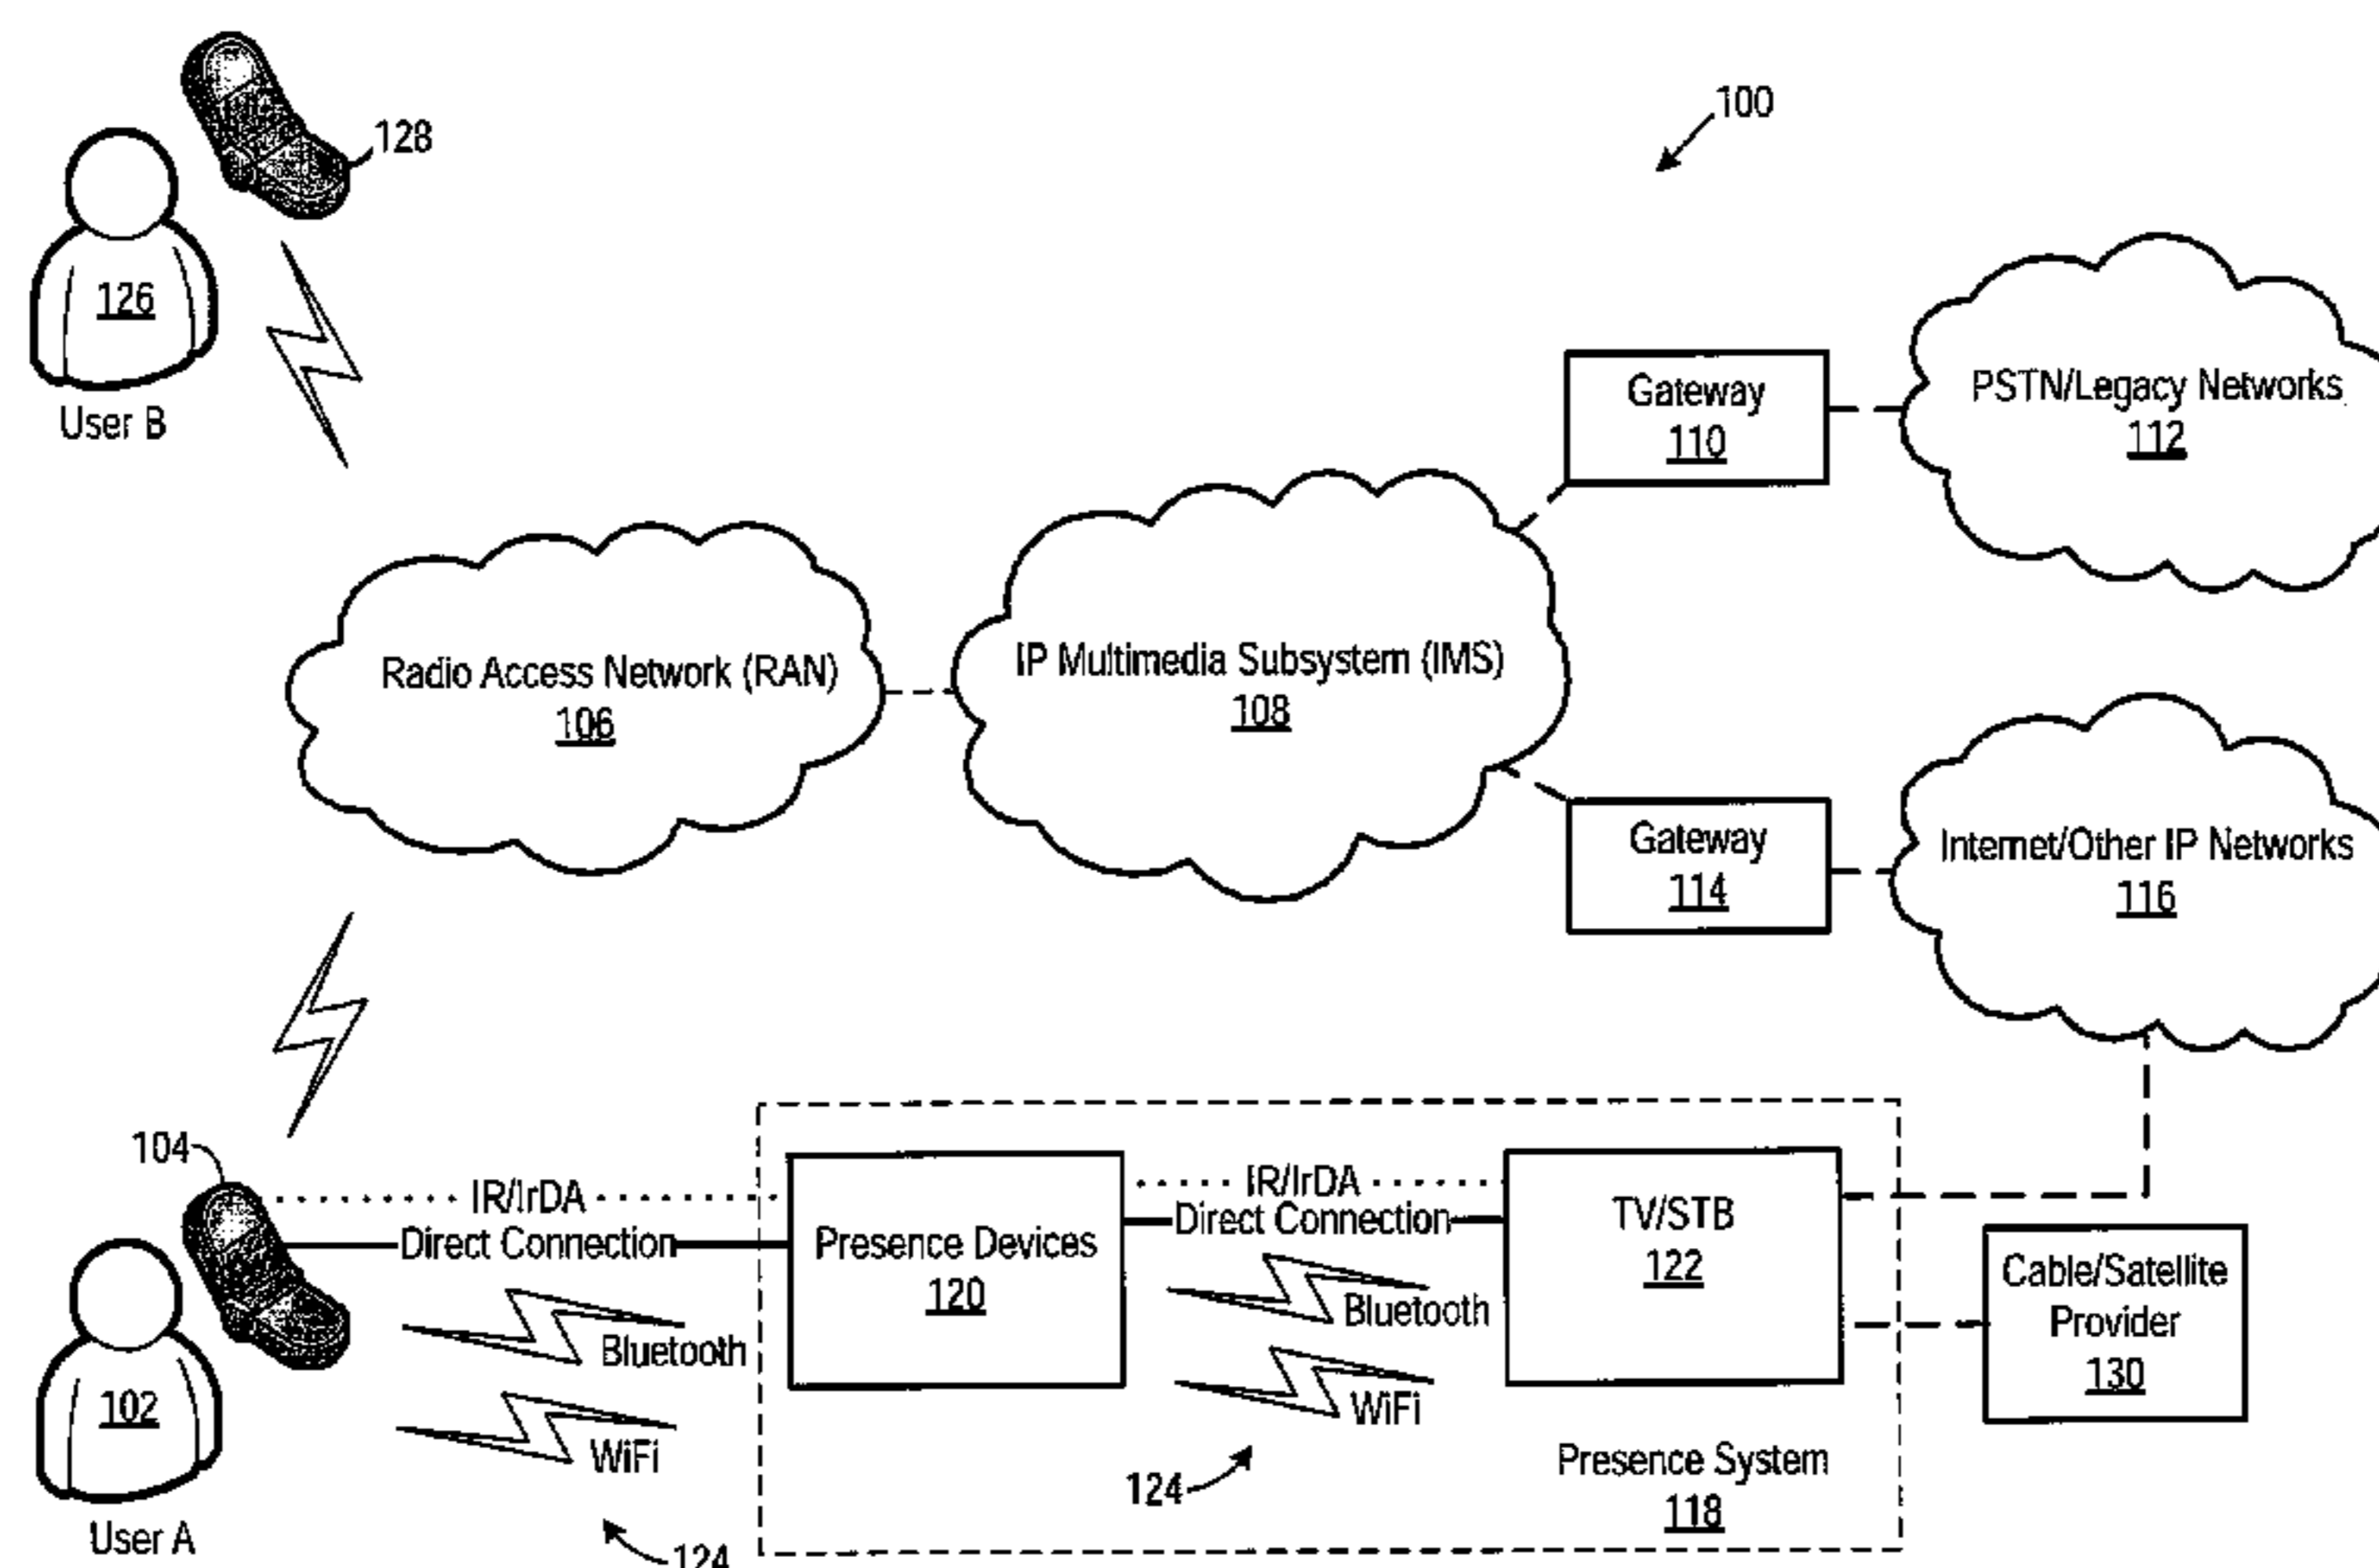 128
100
126
User B
Gateway
110
PSTN/Legacy Networks
112
Radio Access Network (RAN)
106
IP Multimedia Subsystem (IMS)
108
Gateway
114
Internet/Other IP Networks
116
104
IR/IrDA
Direct Connection
Bluetooth
WiFi
Presence Devices
120
IR/IrDA
Direct Connection
Bluetooth
WiFi
TV/STB
122
Cable/Satellite
Provider
130
102
User A
124
124
Presence System
118